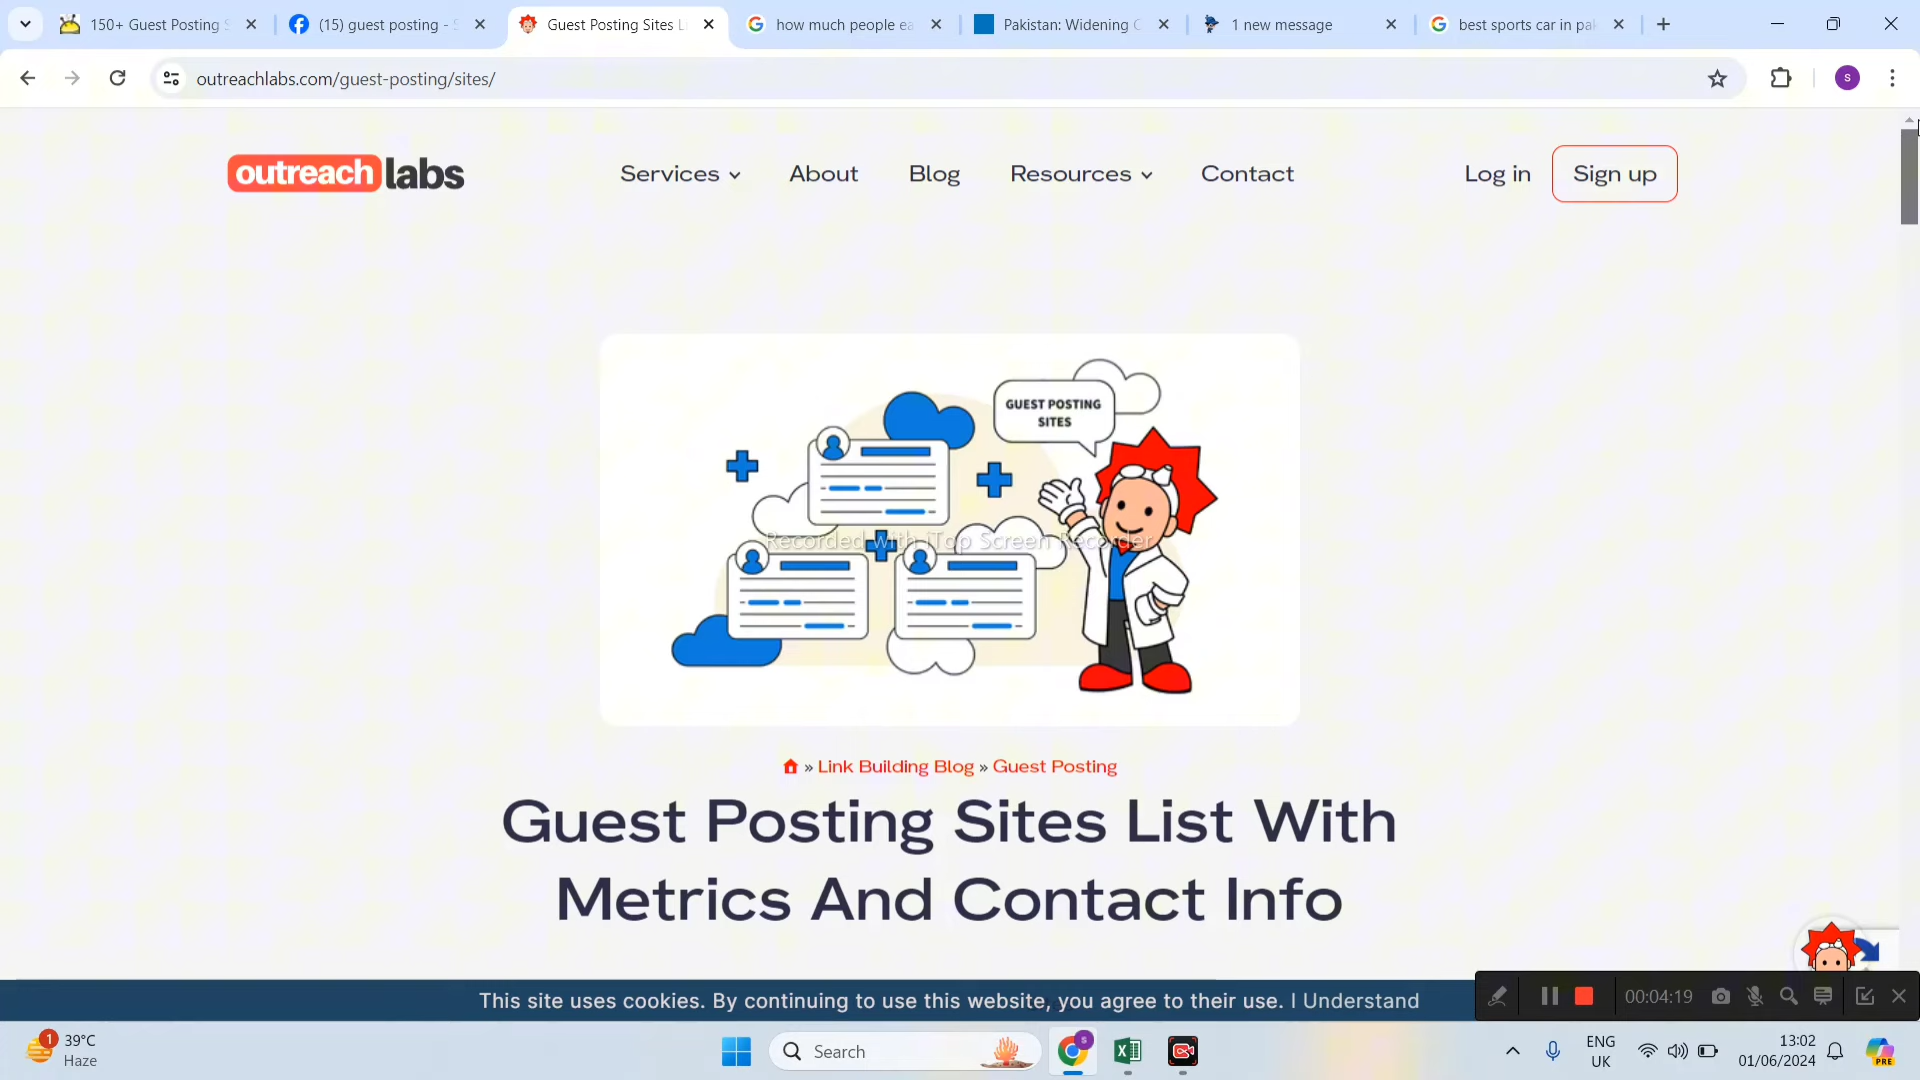 150+ Guest Posting S
(15) guest posting - S
Guest Posting Sites L
how much people ea
Pakistan: Widening C
1 new message
best sports car in pak
outreachlabs.com/guest-posting/sites/
S
outreach labs
Services
About
Blog
Resources
Contact
Log in
Sign up
GUEST POSTING
SITES
Recorded with iTop Screen Recorder
» Link Building Blog » Guest Posting
Guest Posting Sites List With
Metrics And Contact Info
This site uses cookies. By continuing to use this website, you agree to their use. I Understand
00:04:19
1
39°C
Haze
Search
S
ENG
UK
13:02
01/06/2024
PRE